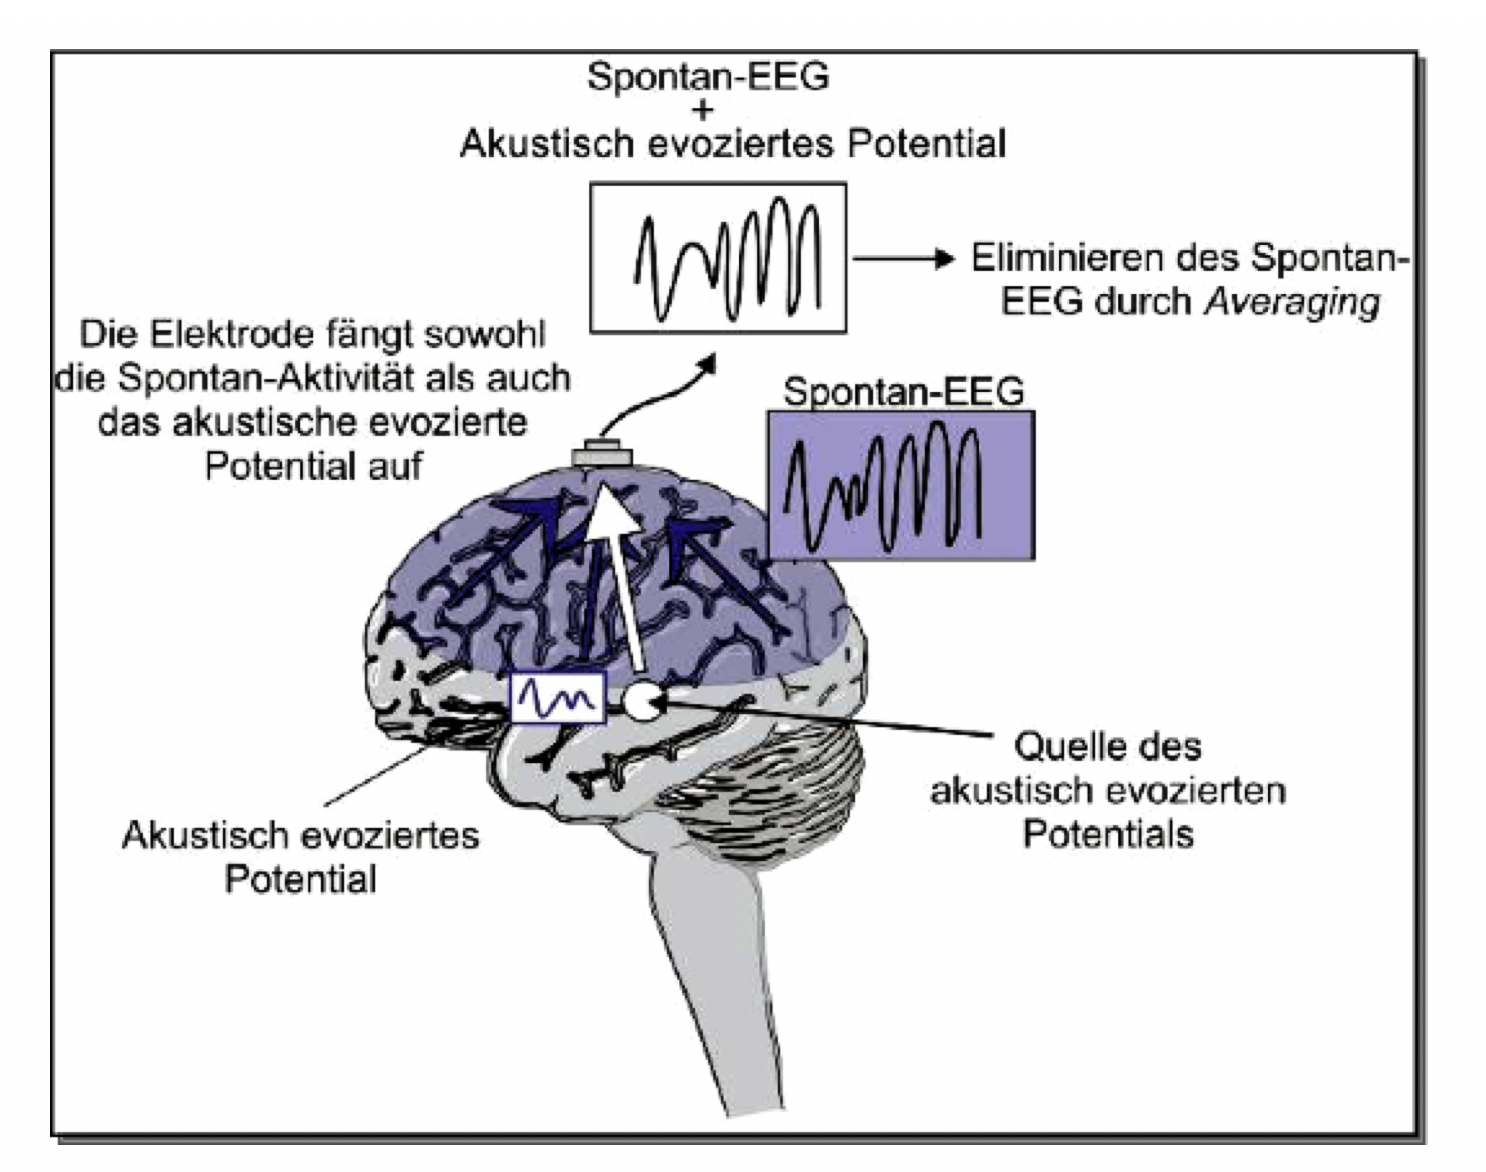 Spontan-EEG
+
Akustisch evoziertes Potential
Eliminieren des Spontan-
EEG durch Averaging
Die Elektrode fängt sowohl
die Spontan-Aktivität als auch
das akustische evozierte
Potential auf
Spontan-EEG
Quelle des
akustisch evozierten
Potentials
Akustisch evoziertes
Potential